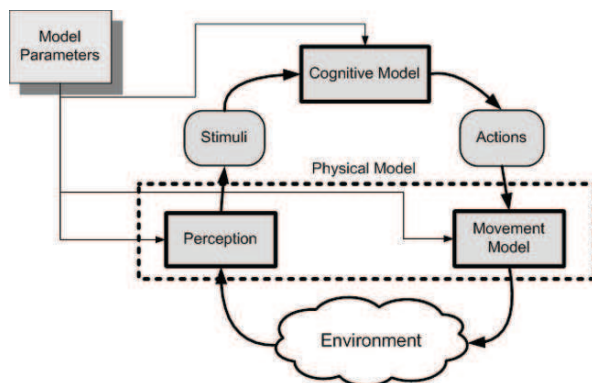 Model
Parameters
Cognitive Model
Stimuli
Actions
Physical Model
Perception
Movement
Model
Environment